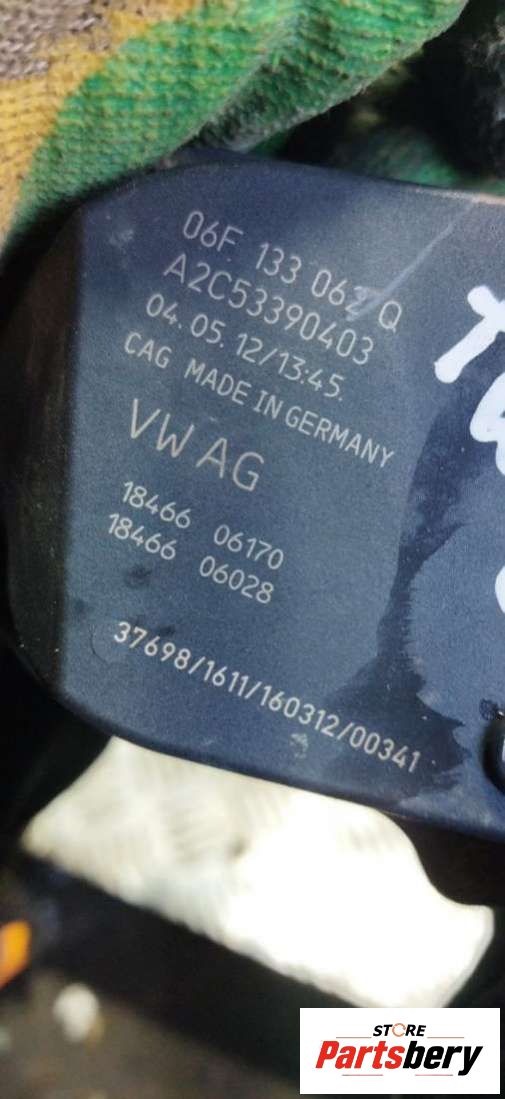 06F 133 062 Q
A2C53390403
04.05.12/13:45.
CAG MADE IN GERMANY
VW AG
18466 06170
18466 06028
37698/1611/160312/00341
STORE
Partsbery